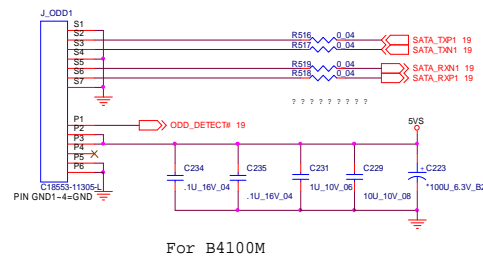 J_ODD1
S1
S2
S3
S4
S5
S6
S7
P1
P2
P3
P4
P5
P6
C18553-11305-L
PIN GND1~4=GND
R516 0_04
R517 0_04
R519 0_04
R518 0_04
SATA_TXP1 19
SATA_TXN1 19
SATA_RXN1 19
SATA_RXP1 19
? ? ? ? ? ? ? ? ? ?
ODD_DETECT# 19
5VS
C234
.1U_16V_04
C235
.1U_16V_04
C231
1U_10V_06
C229
10U_10V_08
+
C223
*100U_6.3V_B2
For B4100M